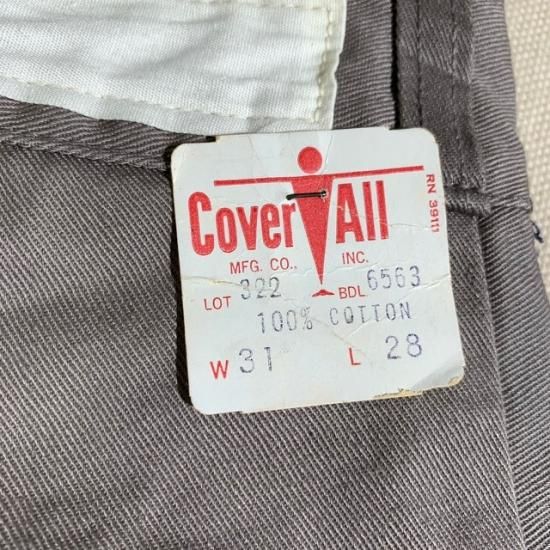 Cover All
MFG. CO., INC.
LOT 322 BDL 6563
100% COTTON
W 31 L 28
RN 39111